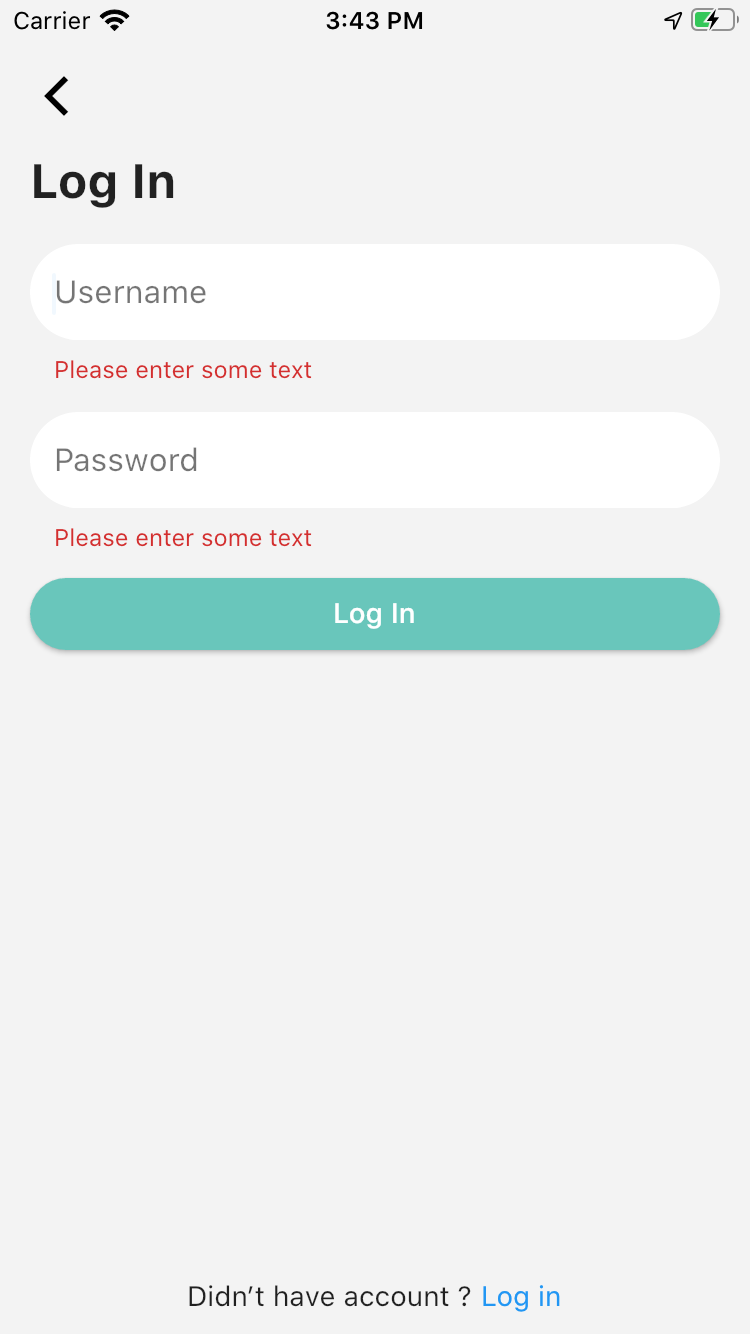 Carrier 3:43 PM
Log In
Username
Please enter some text
Password
Please enter some text
Log In
Didn’t have account ? Log in